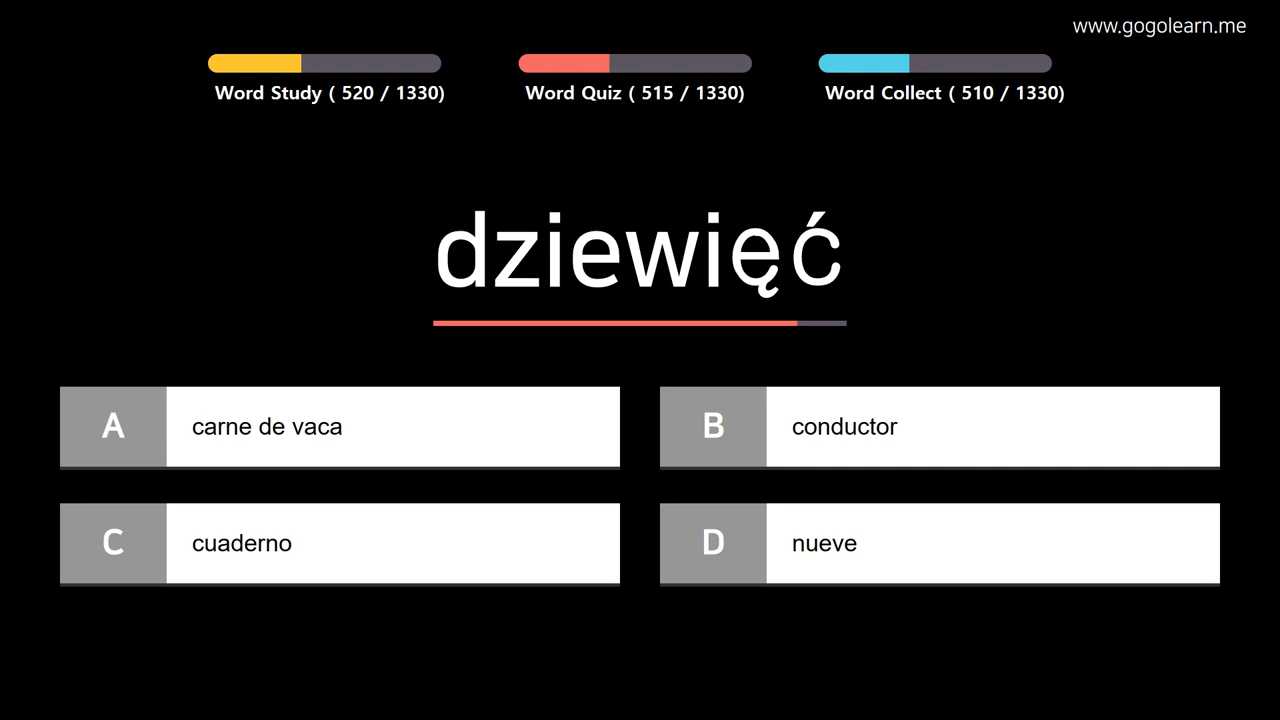 www.gogolearn.me
Word Study ( 520 / 1330)
Word Quiz ( 515 / 1330)
Word Collect ( 510 / 1330)
dziewięć
A
carne de vaca
B
conductor
C
cuaderno
D
nueve